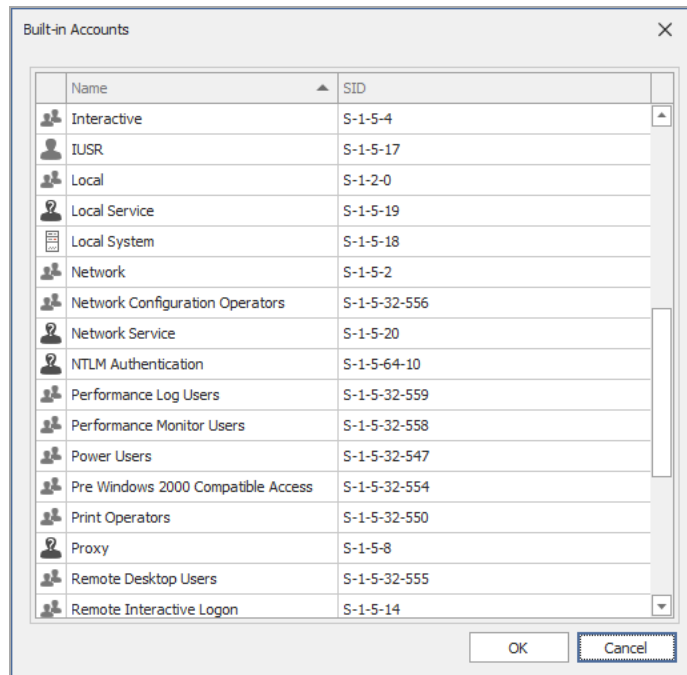 Built-in Accounts
Name SID
Interactive S-1-5-4
IUSR S-1-5-17
Local S-1-2-0
Local Service S-1-5-19
Local System S-1-5-18
Network S-1-5-2
Network Configuration Operators S-1-5-32-556
Network Service S-1-5-20
NTLM Authentication S-1-5-64-10
Performance Log Users S-1-5-32-559
Performance Monitor Users S-1-5-32-558
Power Users S-1-5-32-547
Pre Windows 2000 Compatible Access S-1-5-32-554
Print Operators S-1-5-32-550
Proxy S-1-5-8
Remote Desktop Users S-1-5-32-555
Remote Interactive Logon S-1-5-14
OK Cancel